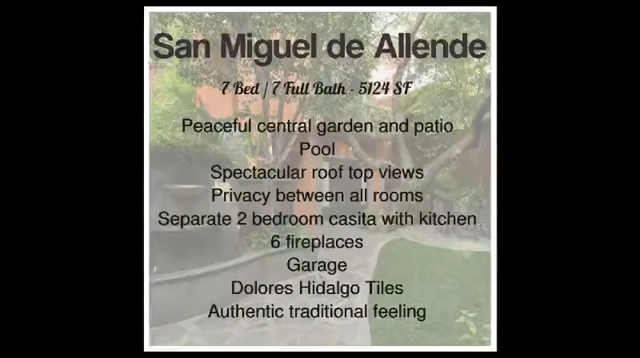 San Miguel de Allende
7 Bed / 7 Full Bath - 5124 SF
Peaceful central garden and patio
Pool
Spectacular roof top views
Privacy between all rooms
Separate 2 bedroom casita with kitchen
6 fireplaces
Garage
Dolores Hidalgo Tiles
Authentic traditional feeling